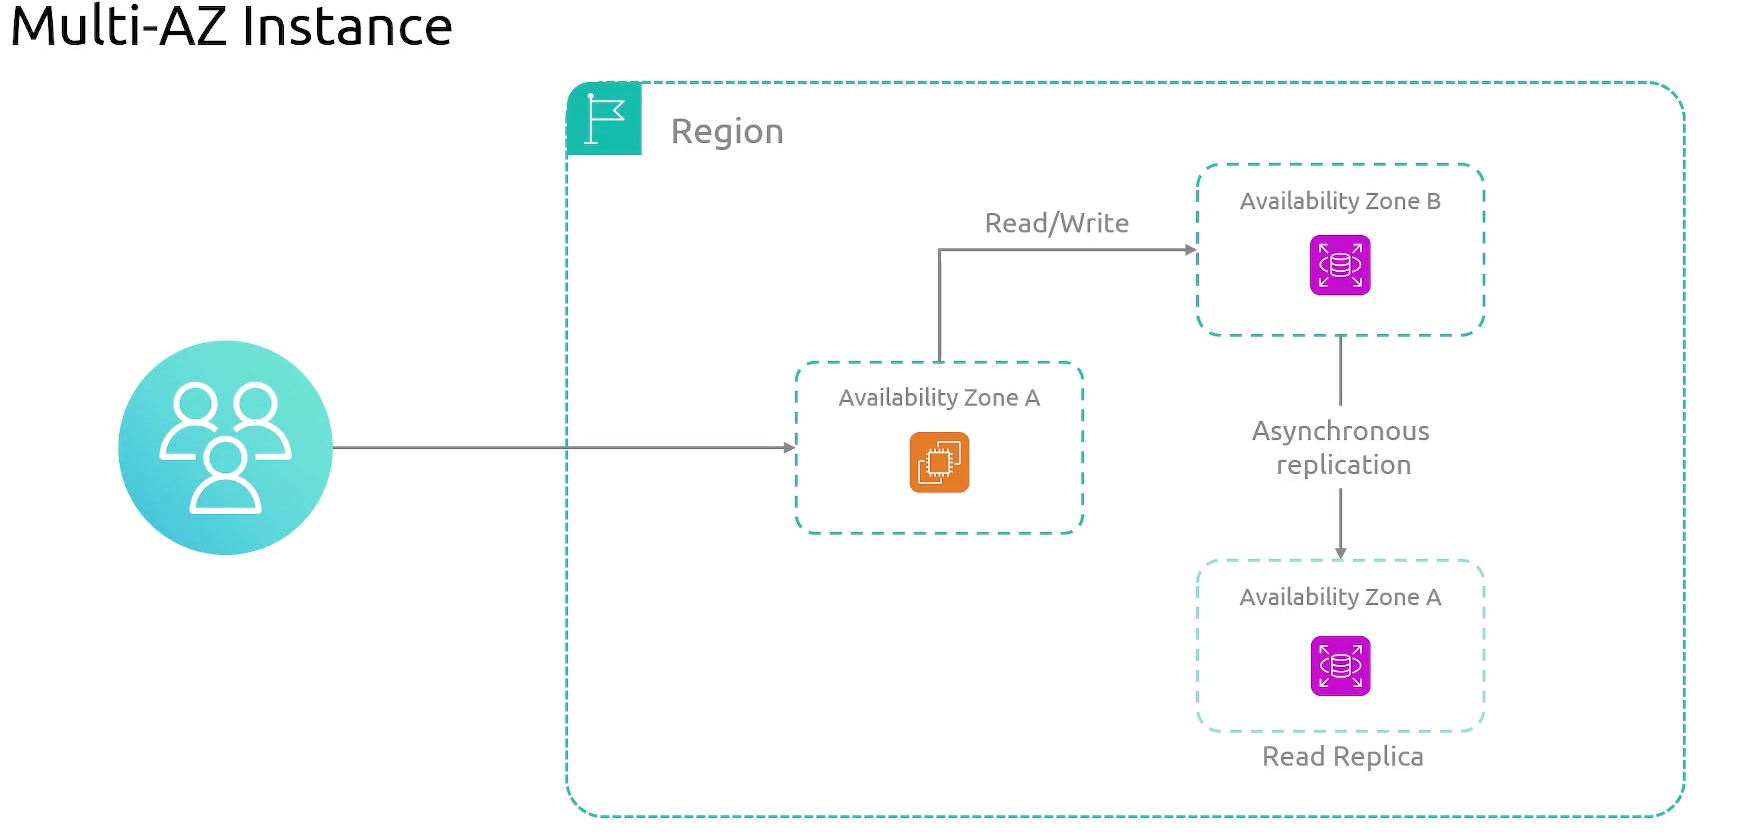 Multi-AZ Instance
Region
Availability Zone B
Read/Write
Availability Zone A
Asynchronous
replication
Availability Zone A
Read Replica